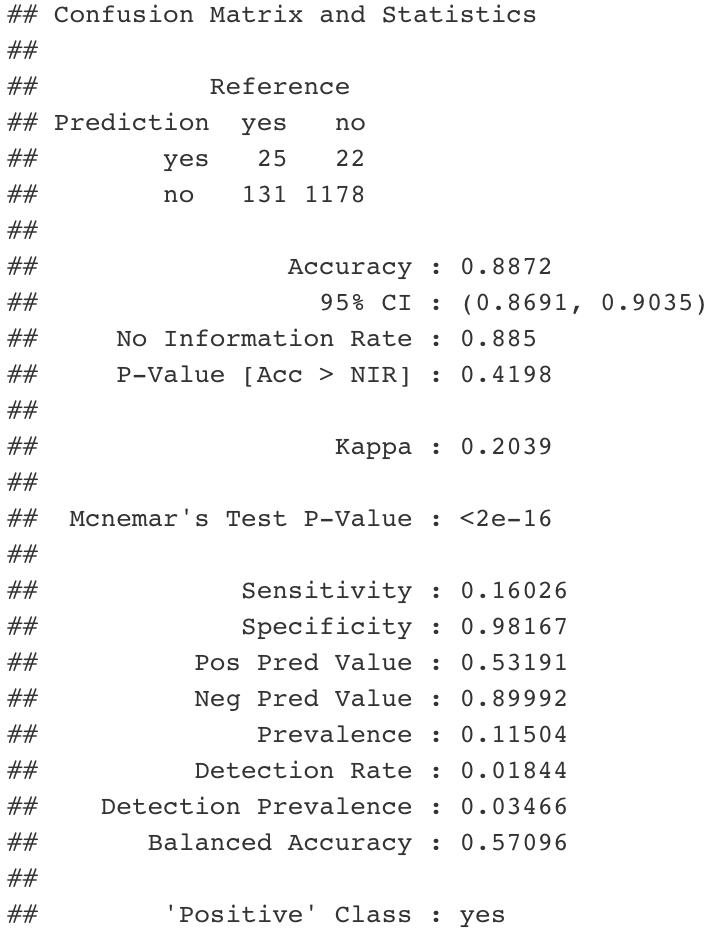 ## Confusion Matrix and Statistics
##
##           Reference
## Prediction  yes   no
##        yes   25   22
##        no   131 1178
##
##                Accuracy : 0.8872
##                  95% CI : (0.8691, 0.9035)
##     No Information Rate : 0.885
##     P-Value [Acc > NIR] : 0.4198
##
##                   Kappa : 0.2039
##
##  Mcnemar's Test P-Value : <2e-16
##
##             Sensitivity : 0.16026
##             Specificity : 0.98167
##          Pos Pred Value : 0.53191
##          Neg Pred Value : 0.89992
##              Prevalence : 0.11504
##          Detection Rate : 0.01844
##    Detection Prevalence : 0.03466
##       Balanced Accuracy : 0.57096
##
##        'Positive' Class : yes